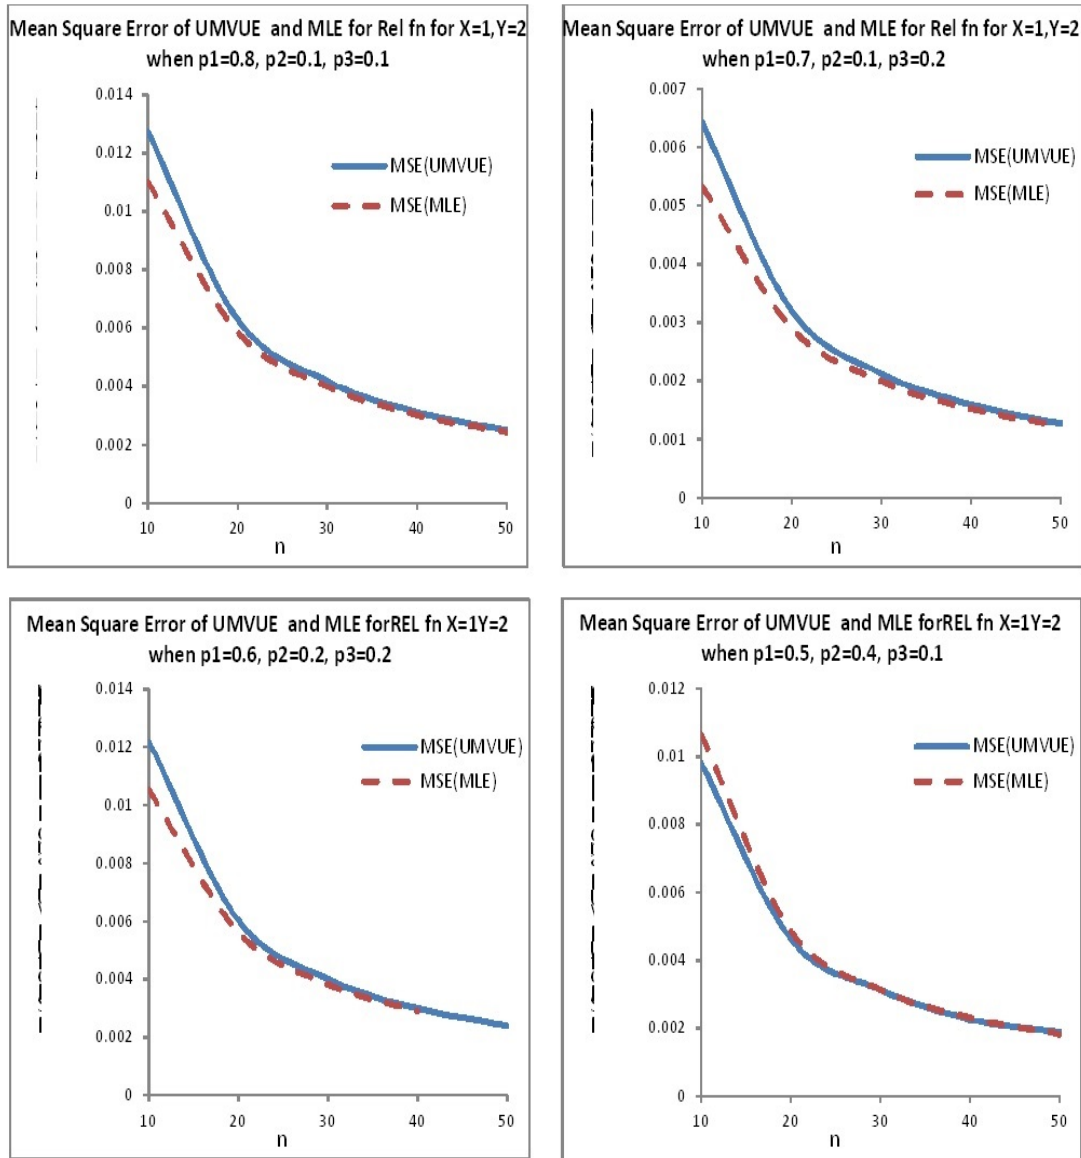 Mean Square Error of UMVUE and MLE for Rel fn for X=1,Y=2
when p1=0.8, p2=0.1, p3=0.1
0.014
0.012
0.01
0.008
0.006
0.004
0.002
0
MSE(UMVUE)
MSE(MLE)
10 20 30 40 50
n
Mean Square Error of UMVUE and MLE for Rel fn for X=1,Y=2
when p1=0.7, p2=0.1, p3=0.2
0.007
0.006
0.005
0.004
0.003
0.002
0.001
0
MSE(UMVUE)
MSE(MLE)
10 20 30 40 50
n
Mean Square Error of UMVUE and MLE forREL fn X=1Y=2
when p1=0.6, p2=0.2, p3=0.2
0.014
0.012
0.01
0.008
0.006
0.004
0.002
0
MSE(UMVUE)
MSE(MLE)
10 20 30 40 50
n
Mean Square Error of UMVUE and MLE forREL fn X=1Y=2
when p1=0.5, p2=0.4, p3=0.1
0.012
0.01
0.008
0.006
0.004
0.002
0
MSE(UMVUE)
MSE(MLE)
10 20 30 40 50
n